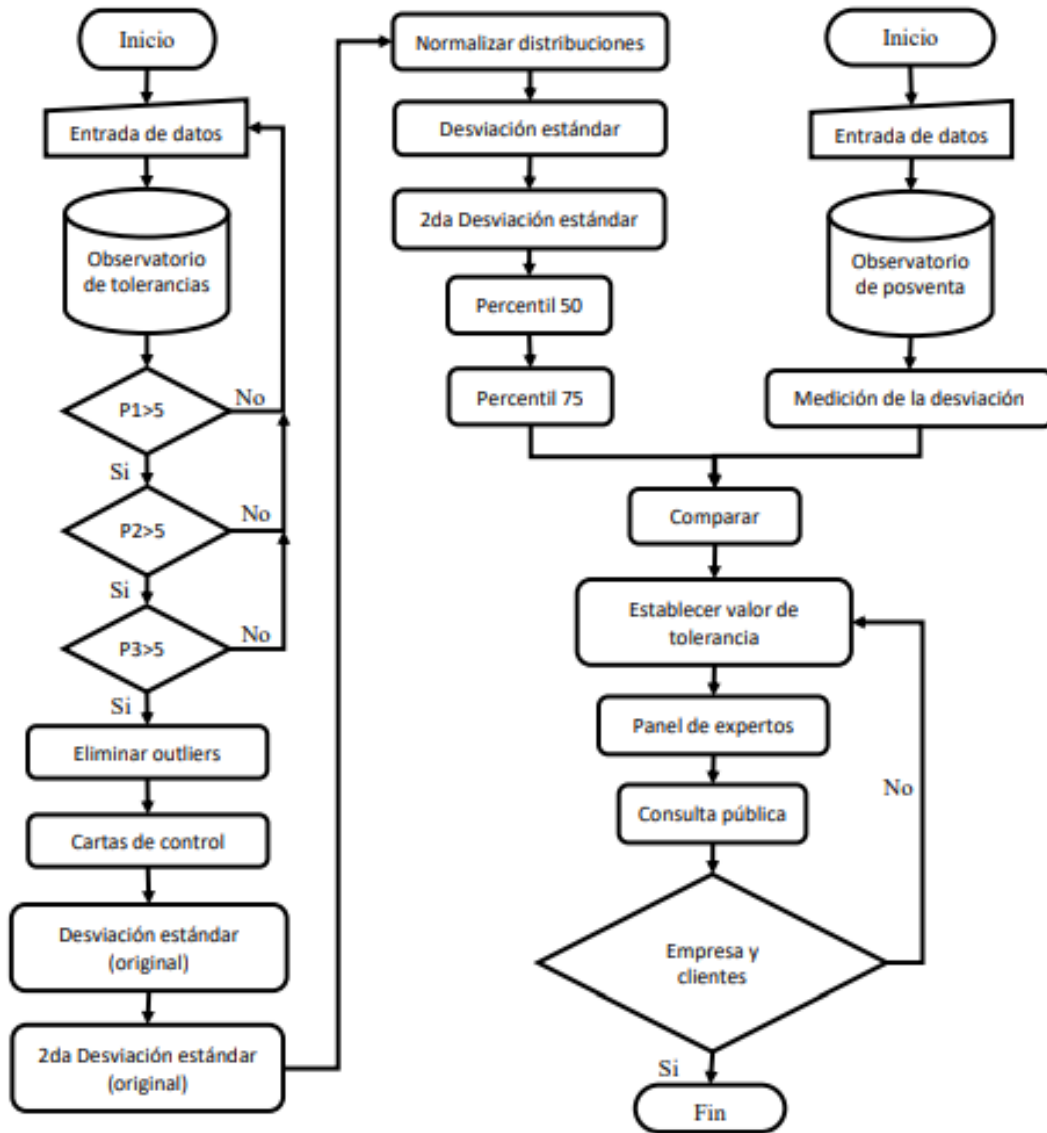 Inicio
Entrada de datos
Observatorio
de tolerancias
P1>5
No
Si
P2>5
No
Si
P3>5
No
Si
Eliminar outliers
Cartas de control
Desviación estándar
(original)
2da Desviación estándar
(original)
Normalizar distribuciones
Desviación estándar
2da Desviación estándar
Percentil 50
Percentil 75
Inicio
Entrada de datos
Observatorio
de posventa
Medición de la desviación
Comparar
Establecer valor de
tolerancia
Panel de expertos
Consulta pública
No
Empresa y
clientes
Si
Fin